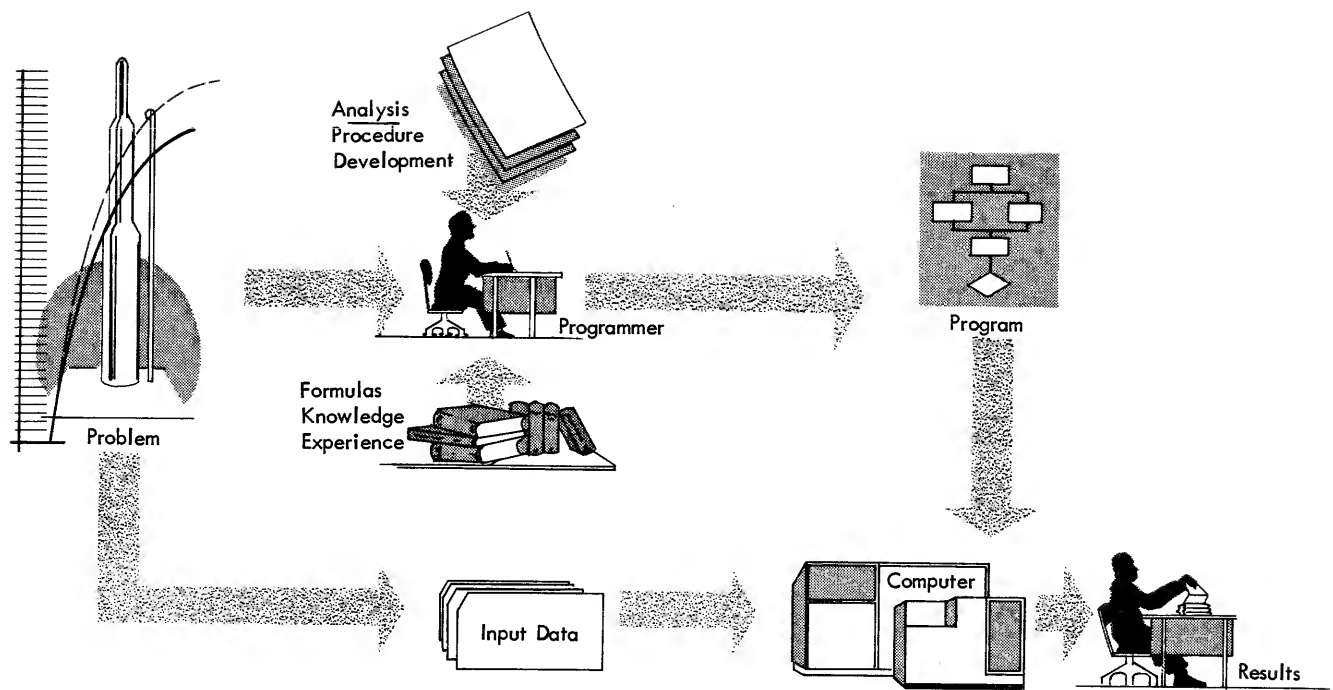 Analysis
Procedure
Development
Programmer
Program
Formulas
Knowledge
Experience
Problem
Input Data
Computer
Results